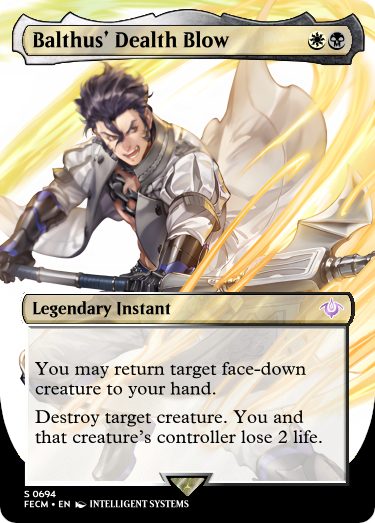 Balthus' Dealth Blow
Legendary Instant
You may return target face-down
creature to your hand.
Destroy target creature. You and
that creature's controller lose 2 life.
S 0694
FECM • EN INTELLIGENT SYSTEMS